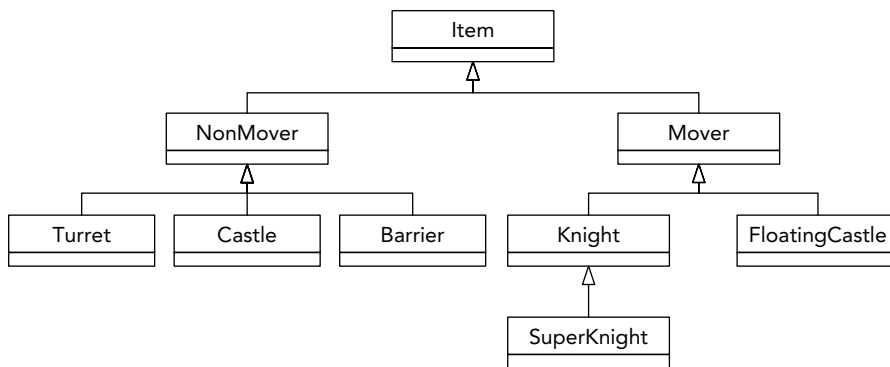 Item
NonMover
Mover
Turret
Castle
Barrier
Knight
FloatingCastle
SuperKnight